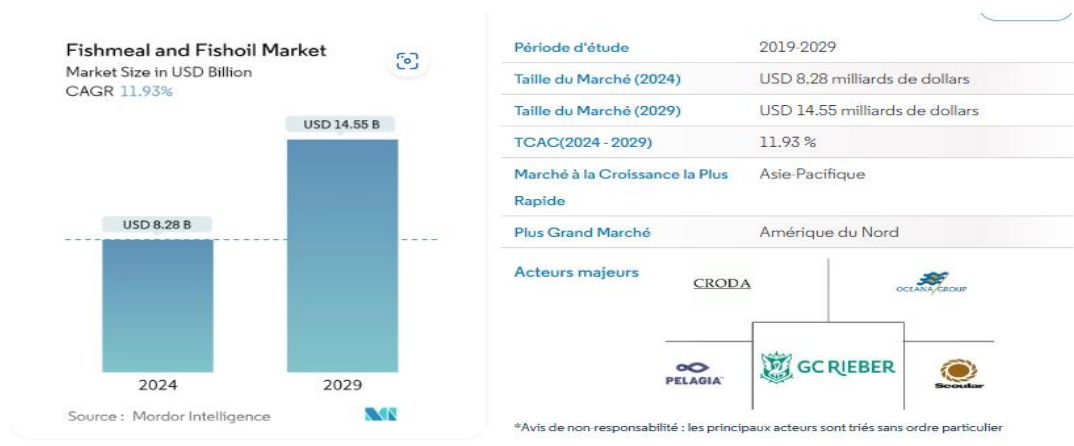 Fishmeal and Fishoil Market
Market Size in USD Billion
CAGR 11.93%
USD 14.55 B
USD 8.28 B
2024
2029
Source : Mordor Intelligence
Période d'étude 2019-2029
Taille du Marché (2024) USD 8.28 milliards de dollars
Taille du Marché (2029) USD 14.55 milliards de dollars
TCAC(2024 - 2029) 11.93 %
Marché à la Croissance la Plus Rapide Asie-Pacifique
Plus Grand Marché Amérique du Nord
Acteurs majeurs
CRODA
OCEANA GROUP
PELAGIA
GC RIEBER
Scoular
*Avis de non-responsabilité : les principaux acteurs sont triés sans ordre particulier